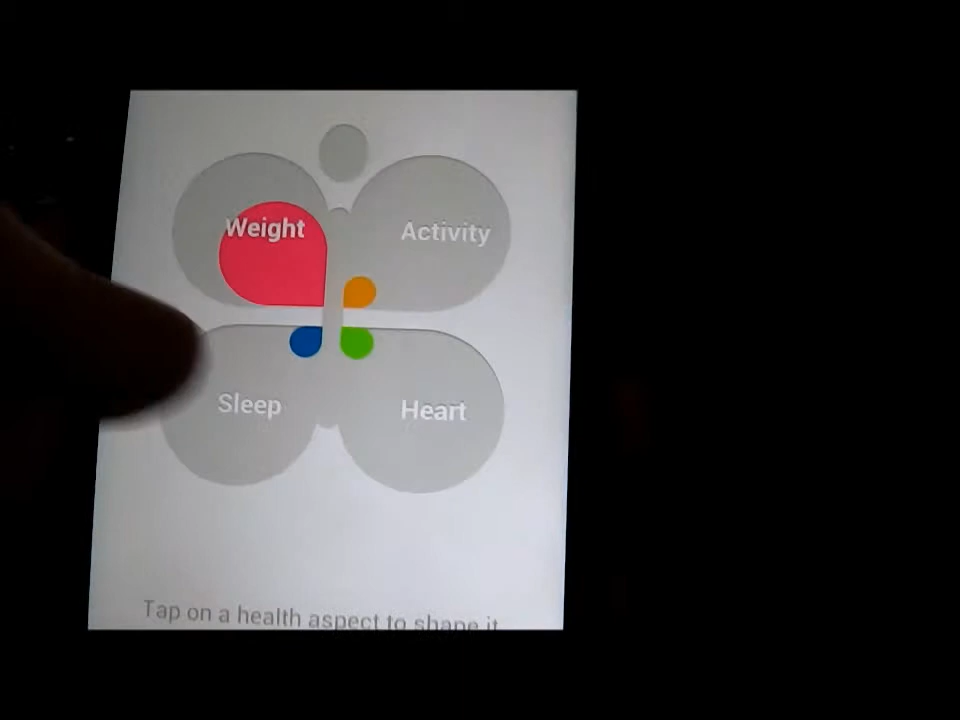 Weight
Activity
Sleep
Heart
Tap on a health aspect to shape it